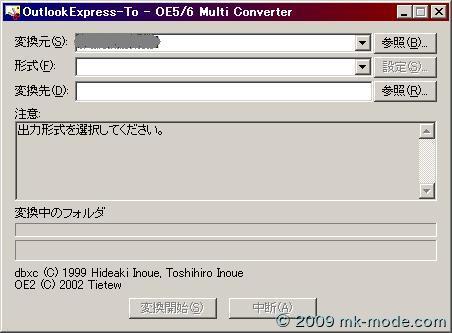 OutlookExpress-To - OE5/6 Multi Converter
変換元(S):
参照(B)...
形式(F):
設定(S)...
変換先(D):
参照(R)...
注意:
出力形式を選択してください。
変換中のフォルダ
dbxc (C) 1999 Hideaki Inoue, Toshihiro Inoue
OE2 (C) 2002 Tietew
変換開始(S)
中断(A)
© 2009 mk-mode.com